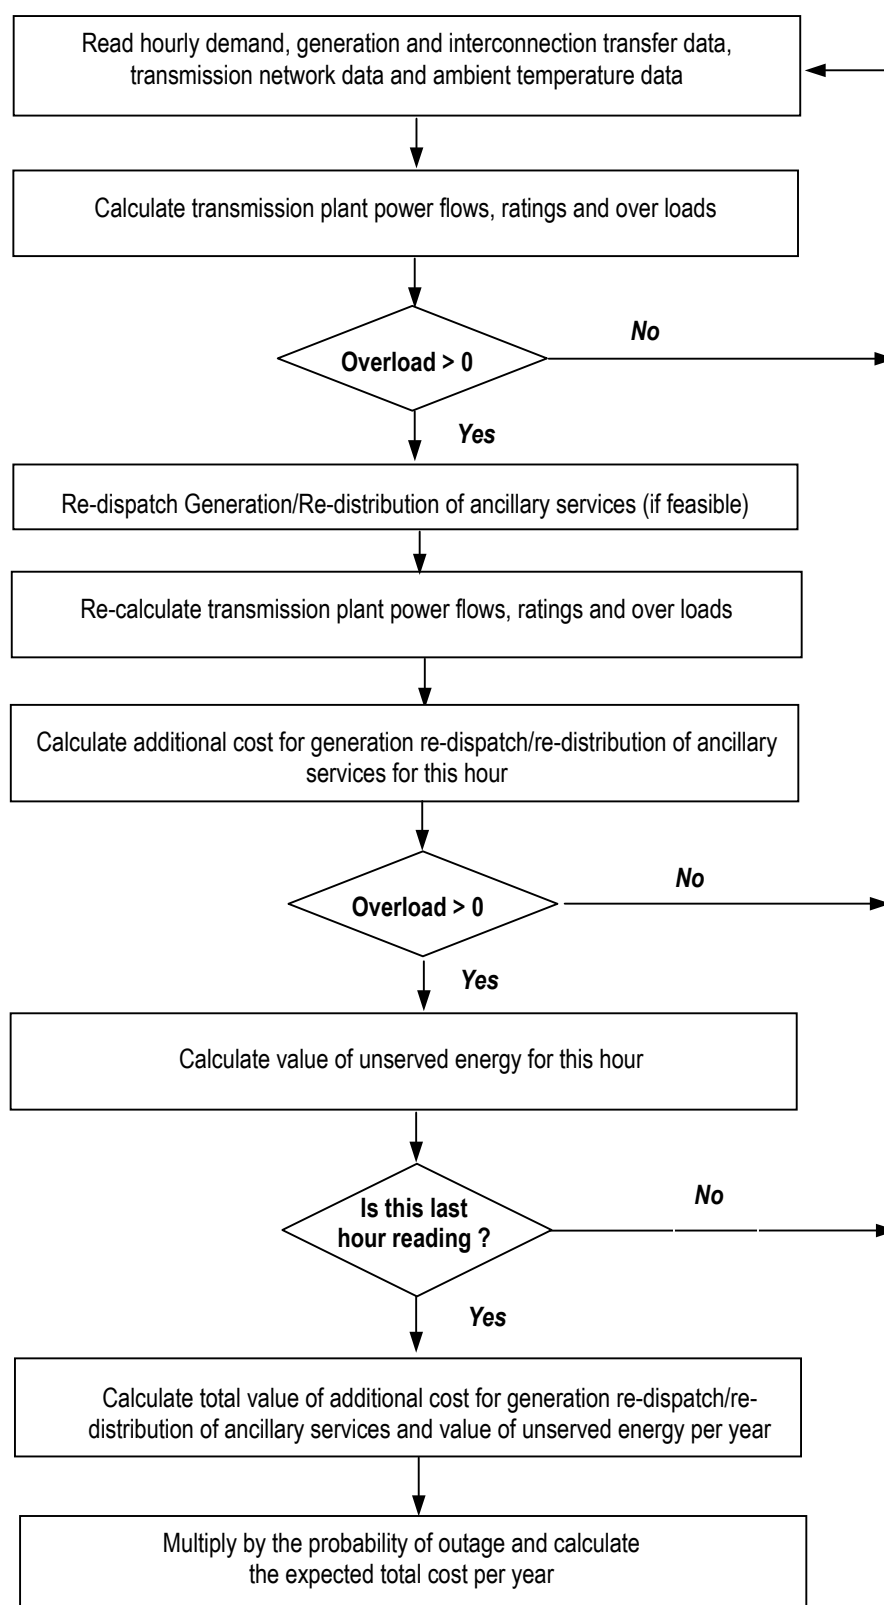 Read hourly demand, generation and interconnection transfer data,
transmission network data and ambient temperature data
Calculate transmission plant power flows, ratings and over loads
Overload > 0
No
Yes
Re-dispatch Generation/Re-distribution of ancillary services (if feasible)
Re-calculate transmission plant power flows, ratings and over loads
Calculate additional cost for generation re-dispatch/re-distribution of ancillary
services for this hour
Overload > 0
No
Yes
Calculate value of unserved energy for this hour
Is this last
hour reading ?
No
Yes
Calculate total value of additional cost for generation re-dispatch/re-
distribution of ancillary services and value of unserved energy per year
Multiply by the probability of outage and calculate
the expected total cost per year